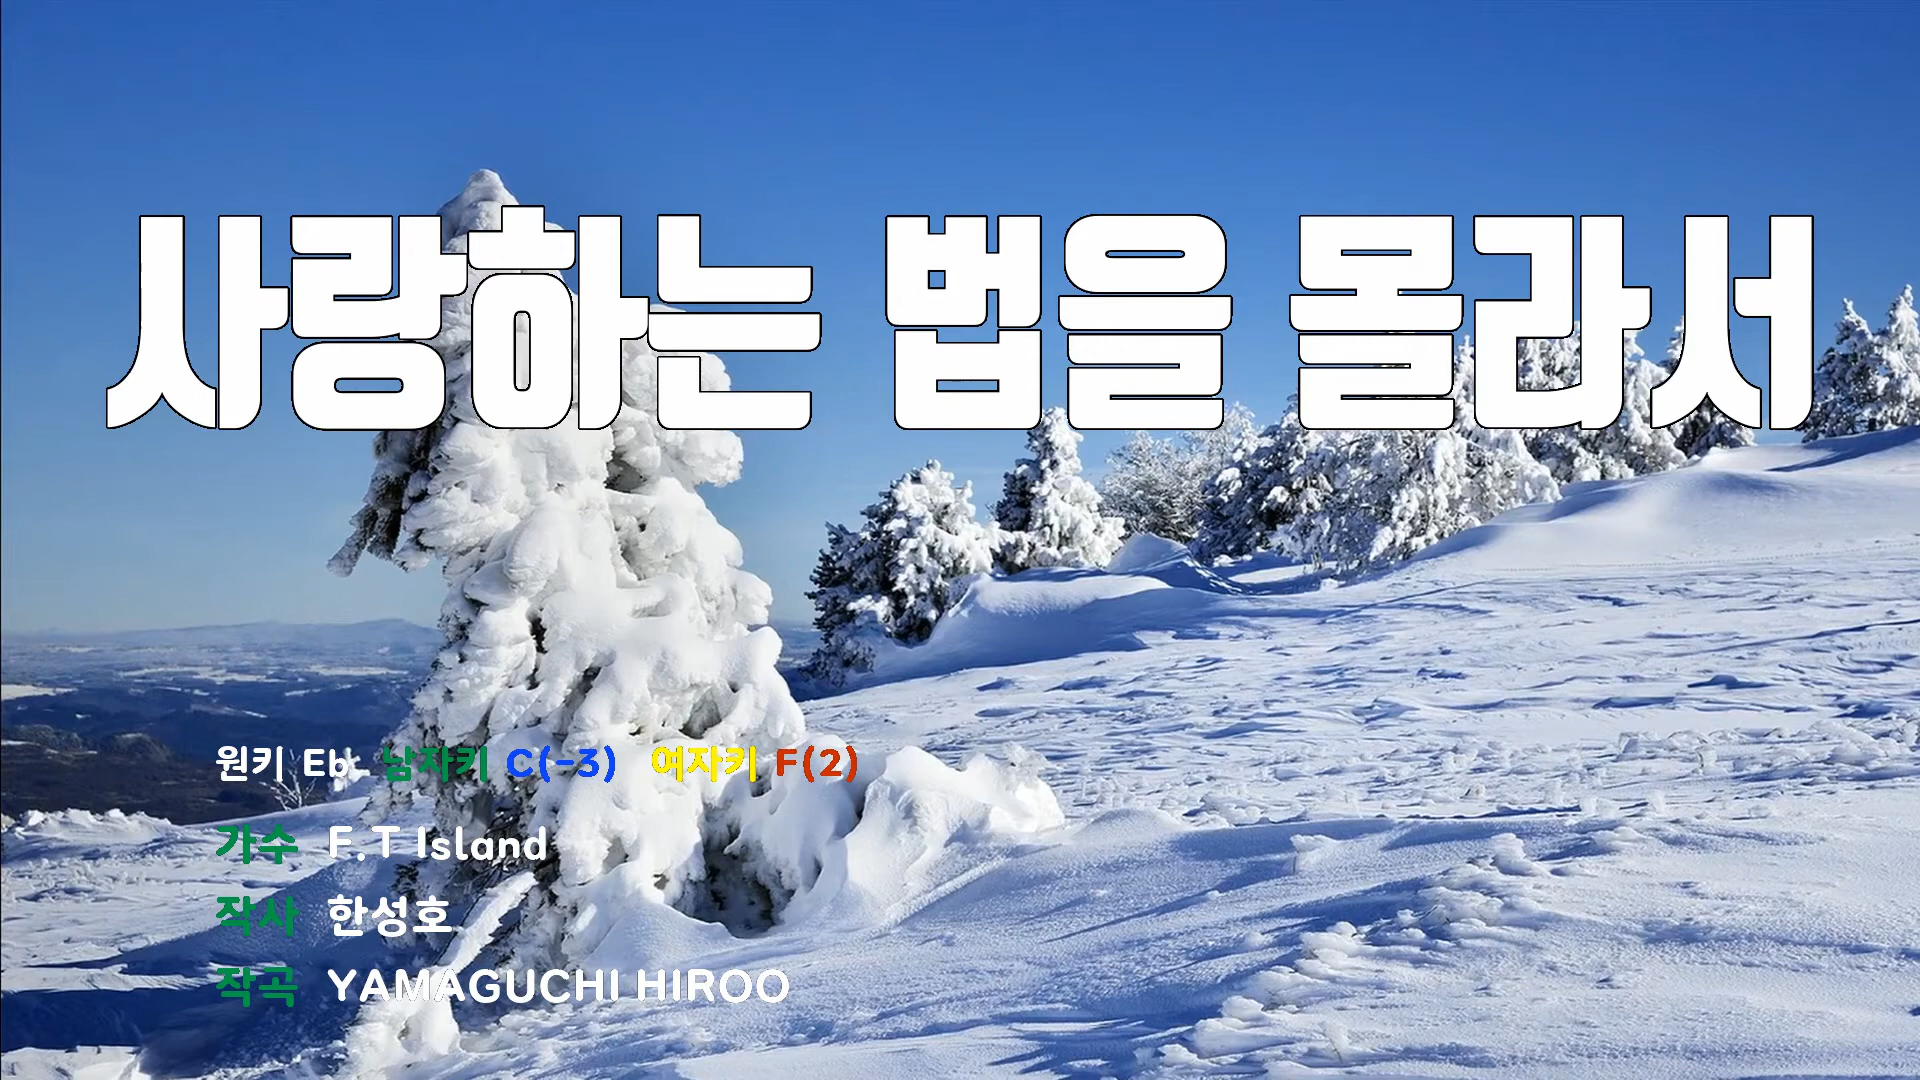 사랑하는 법을 몰라서
원키 Eb 남자키 C(-3) 여자키 F(2)
가수 F.T Island
작사 한성호
작곡 YAMAGUCHI HIROO